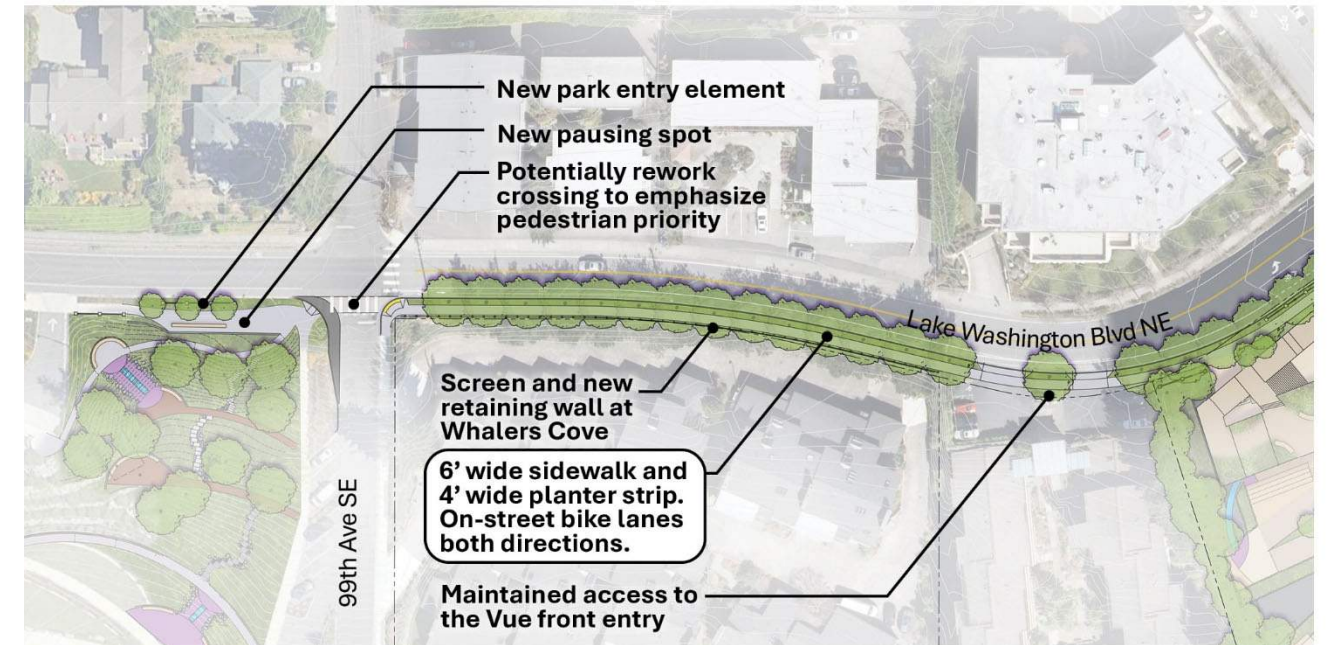 New park entry element
New pausing spot
Potentially rework
crossing to emphasize
pedestrian priority
Lake Washington Blvd NE
Screen and new
retaining wall at
Whalers Cove
6' wide sidewalk and
4' wide planter strip.
On-street bike lanes
both directions.
99th Ave SE
Maintained access to
the Vue front entry